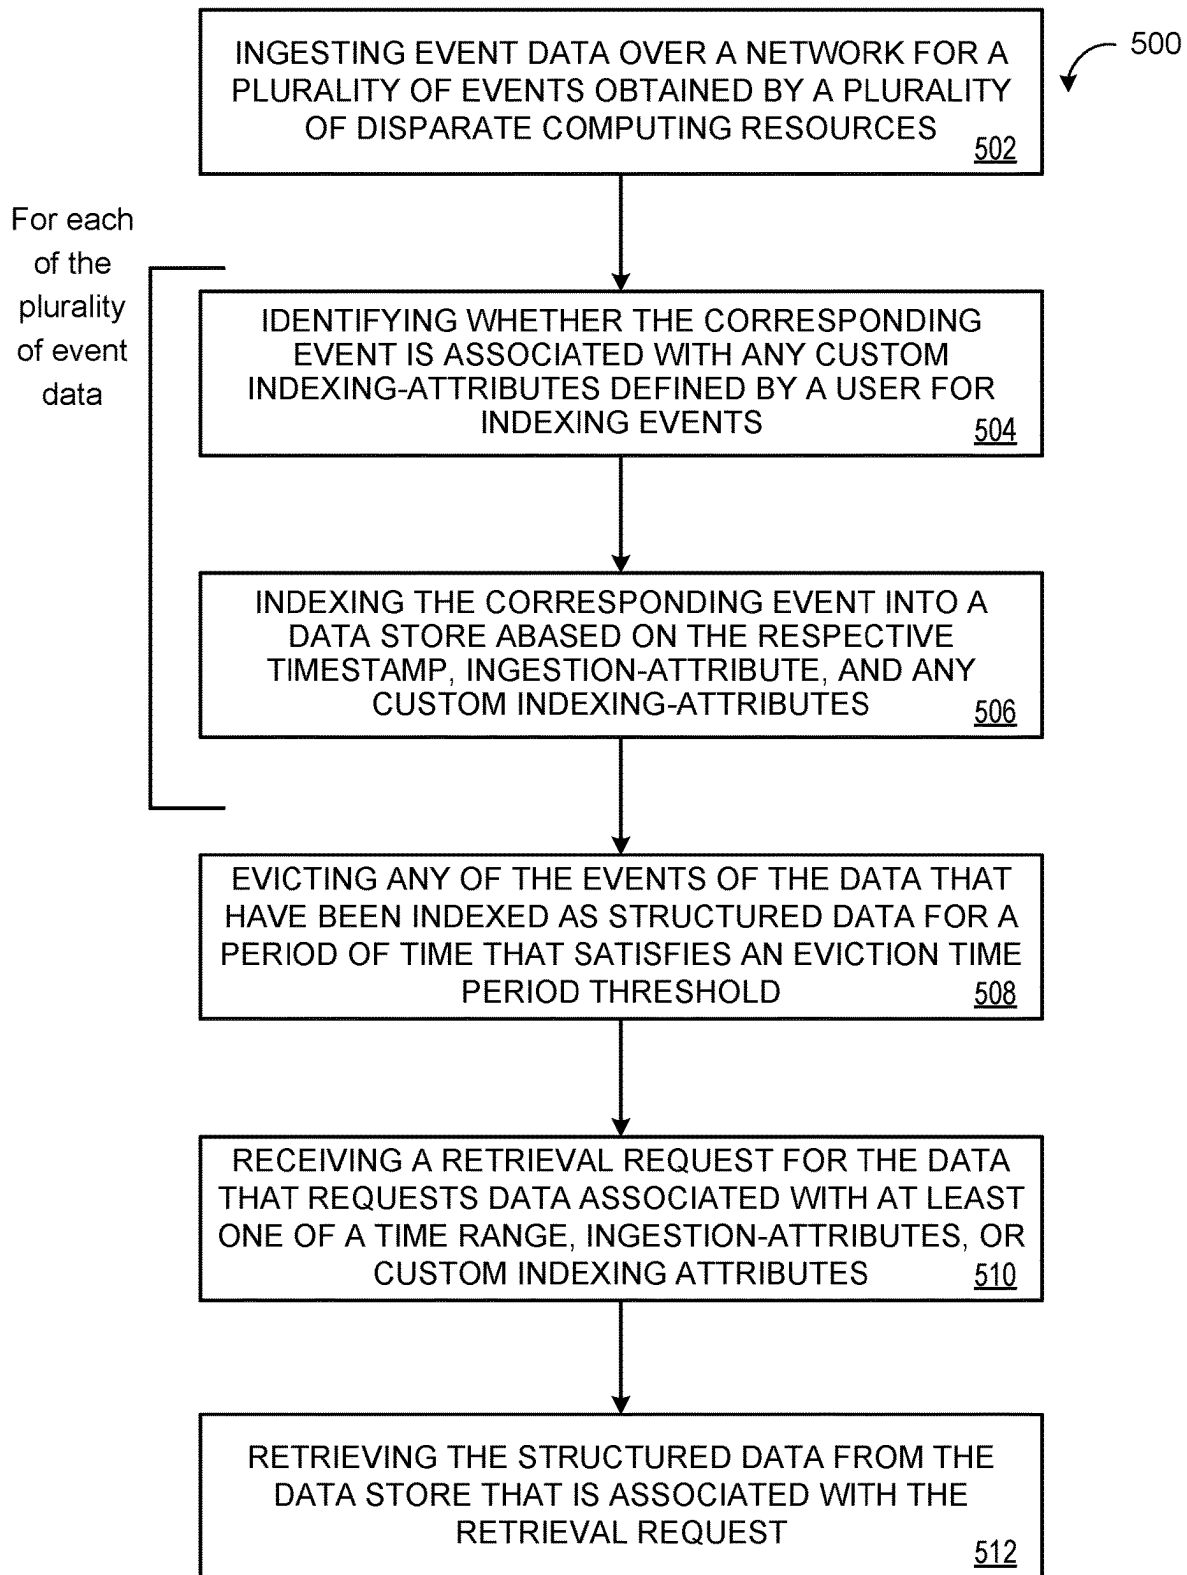 500
INGESTING EVENT DATA OVER A NETWORK FOR A
PLURALITY OF EVENTS OBTAINED BY A PLURALITY
OF DISPARATE COMPUTING RESOURCES
502
For each
of the
plurality
of event
data
IDENTIFYING WHETHER THE CORRESPONDING
EVENT IS ASSOCIATED WITH ANY CUSTOM
INDEXING-ATTRIBUTES DEFINED BY A USER FOR
INDEXING EVENTS
504
INDEXING THE CORRESPONDING EVENT INTO A
DATA STORE ABASED ON THE RESPECTIVE
TIMESTAMP, INGESTION-ATTRIBUTE, AND ANY
CUSTOM INDEXING-ATTRIBUTES
506
EVICTING ANY OF THE EVENTS OF THE DATA THAT
HAVE BEEN INDEXED AS STRUCTURED DATA FOR A
PERIOD OF TIME THAT SATISFIES AN EVICTION TIME
PERIOD THRESHOLD
508
RECEIVING A RETRIEVAL REQUEST FOR THE DATA
THAT REQUESTS DATA ASSOCIATED WITH AT LEAST
ONE OF A TIME RANGE, INGESTION-ATTRIBUTES, OR
CUSTOM INDEXING ATTRIBUTES
510
RETRIEVING THE STRUCTURED DATA FROM THE
DATA STORE THAT IS ASSOCIATED WITH THE
RETRIEVAL REQUEST
512